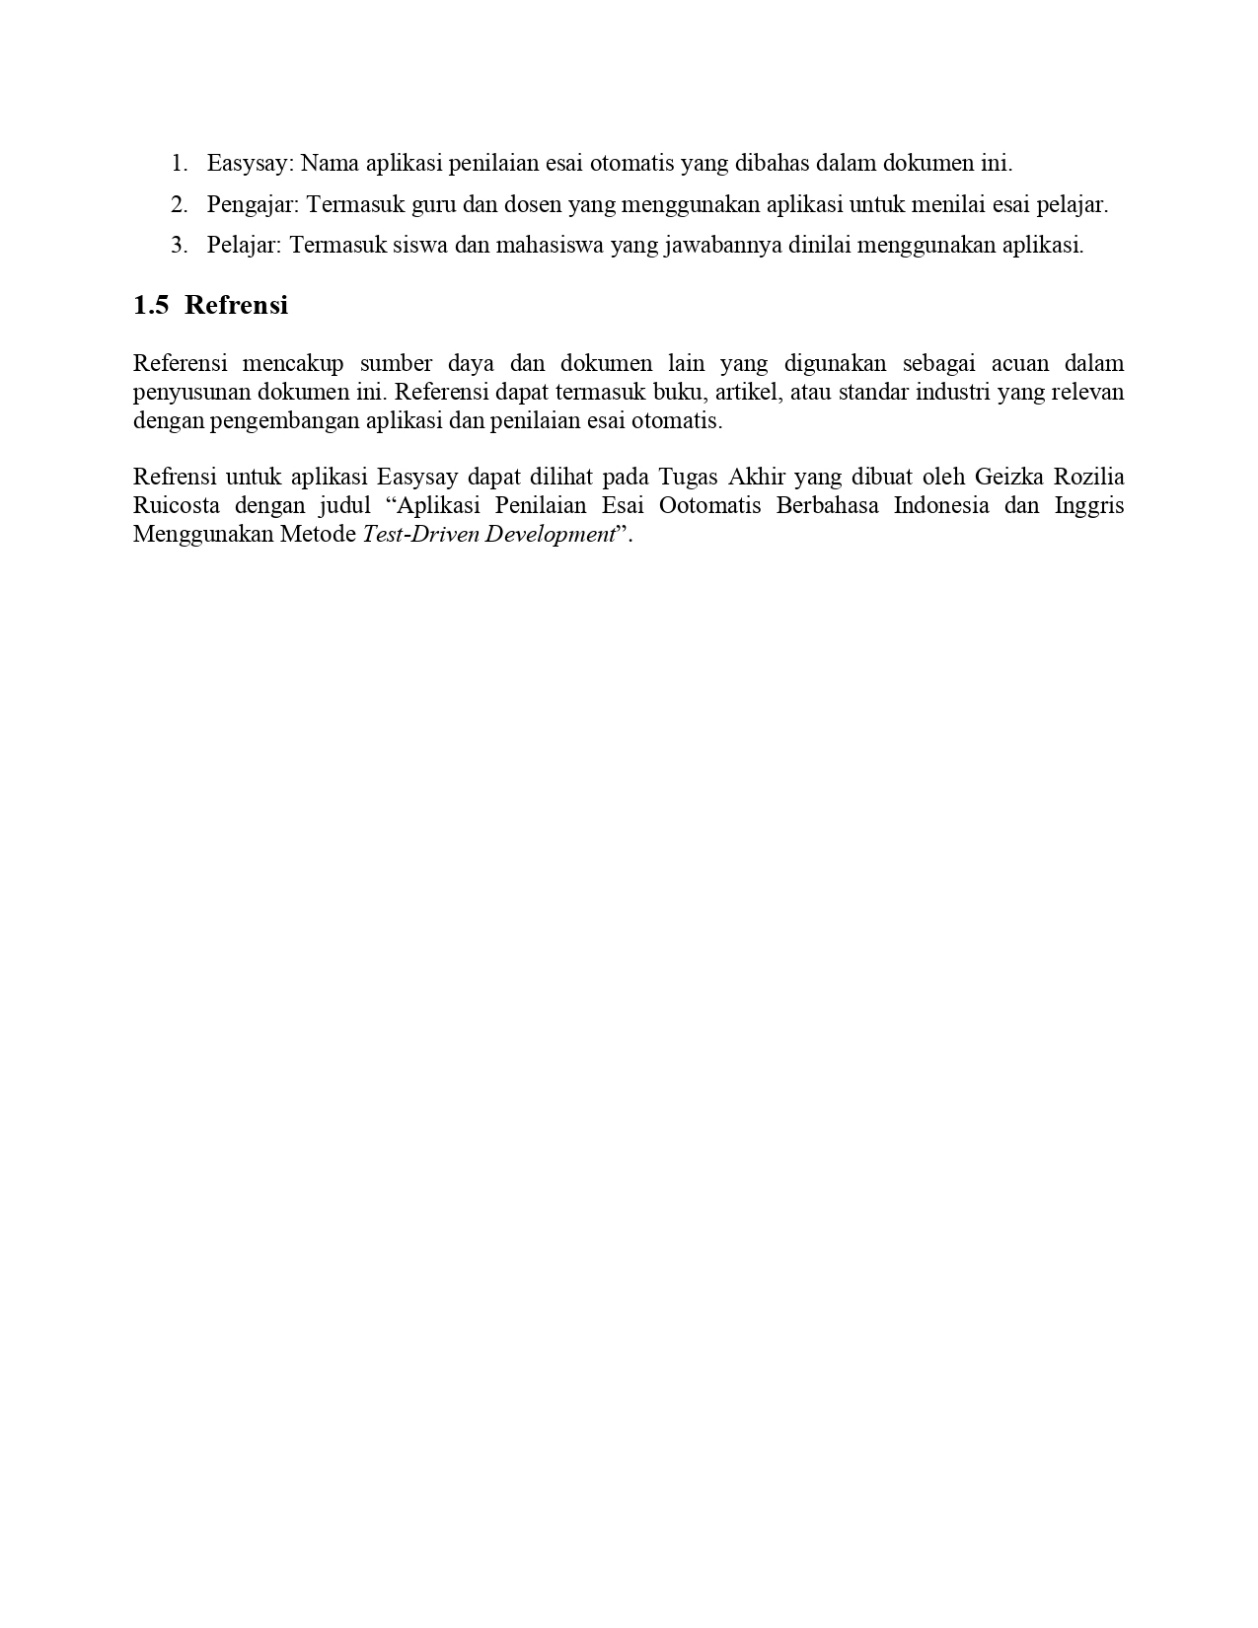 1. Easysay: Nama aplikasi penilaian esai otomatis yang dibahas dalam dokumen ini.
2. Pengajar: Termasuk guru dan dosen yang menggunakan aplikasi untuk menilai esai pelajar.
3. Pelajar: Termasuk siswa dan mahasiswa yang jawabannya dinilai menggunakan aplikasi.
1.5 Refrensi
Referensi mencakup sumber daya dan dokumen lain yang digunakan sebagai acuan dalam
penyusunan dokumen ini. Referensi dapat termasuk buku, artikel, atau standar industri yang relevan
dengan pengembangan aplikasi dan penilaian esai otomatis.
Refrensi untuk aplikasi Easysay dapat dilihat pada Tugas Akhir yang dibuat oleh Geizka Rozilia
Ruicosta dengan judul “Aplikasi Penilaian Esai Ootomatis Berbahasa Indonesia dan Inggris
Menggunakan Metode Test-Driven Development”.